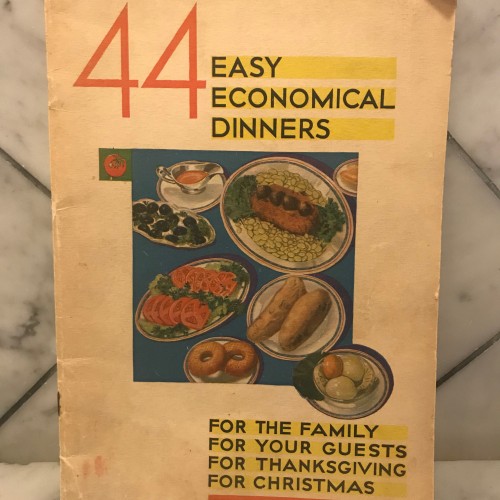 44 EASY
ECONOMICAL
DINNERS
FOR THE FAMILY
FOR YOUR GUESTS
FOR THANKSGIVING
FOR CHRISTMAS